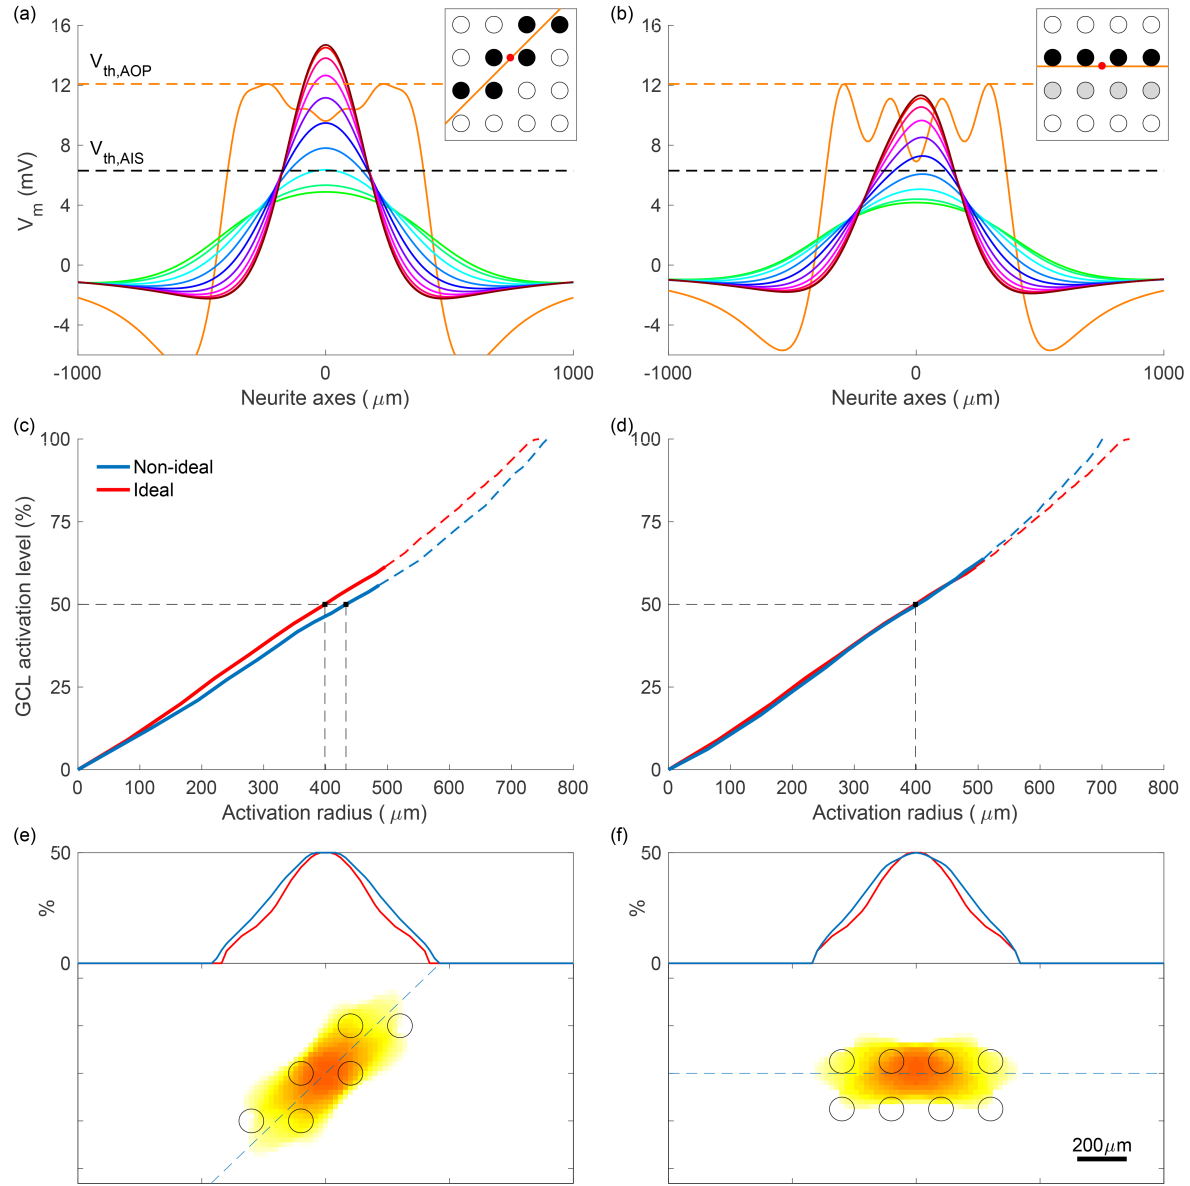 (a)
16
12
8
4
0
-4
V_m (mV)
V_th,AOP
V_th,AIS
-1000
0
1000
Neurite axes ( μm)
(b)
16
12
8
4
0
-4
-1000
0
1000
Neurite axes ( μm)
(c)
100
75
50
25
0
GCL activation level (%)
Non-ideal
Ideal
0 100 200 300 400 500 600 700 800
Activation radius ( μm)
(d)
100
75
50
25
0
0 100 200 300 400 500 600 700 800
Activation radius ( μm)
(e)
50
%
0
(f)
50
%
0
200μm